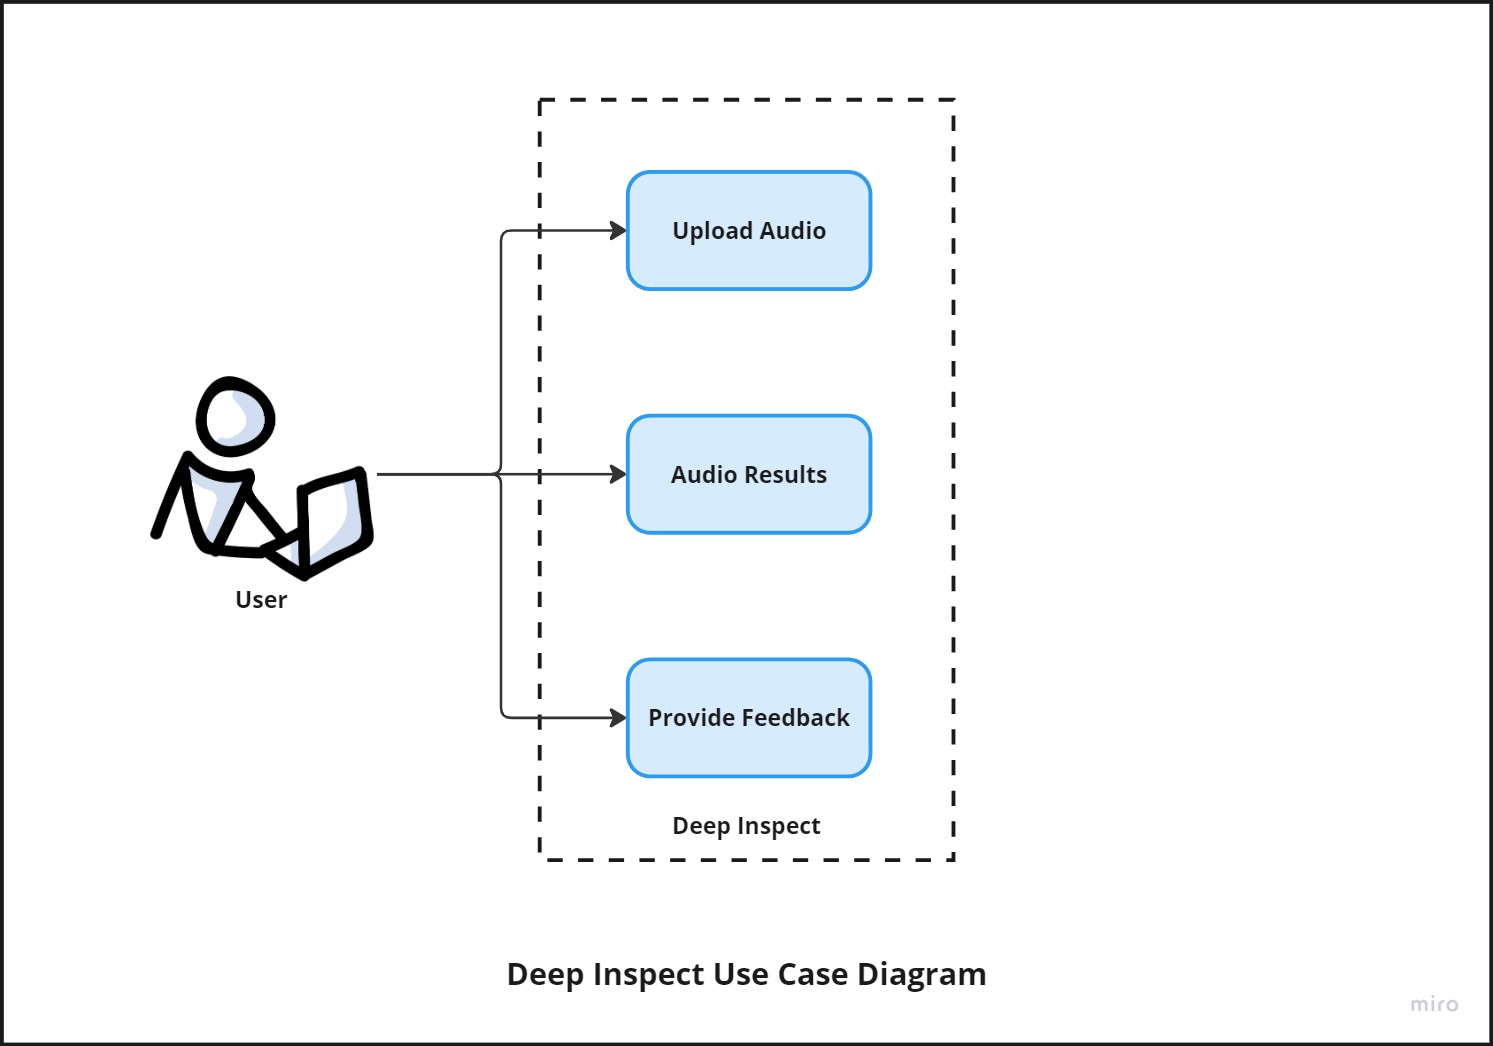 Upload Audio
Audio Results
User
Provide Feedback
Deep Inspect
Deep Inspect Use Case Diagram
miro